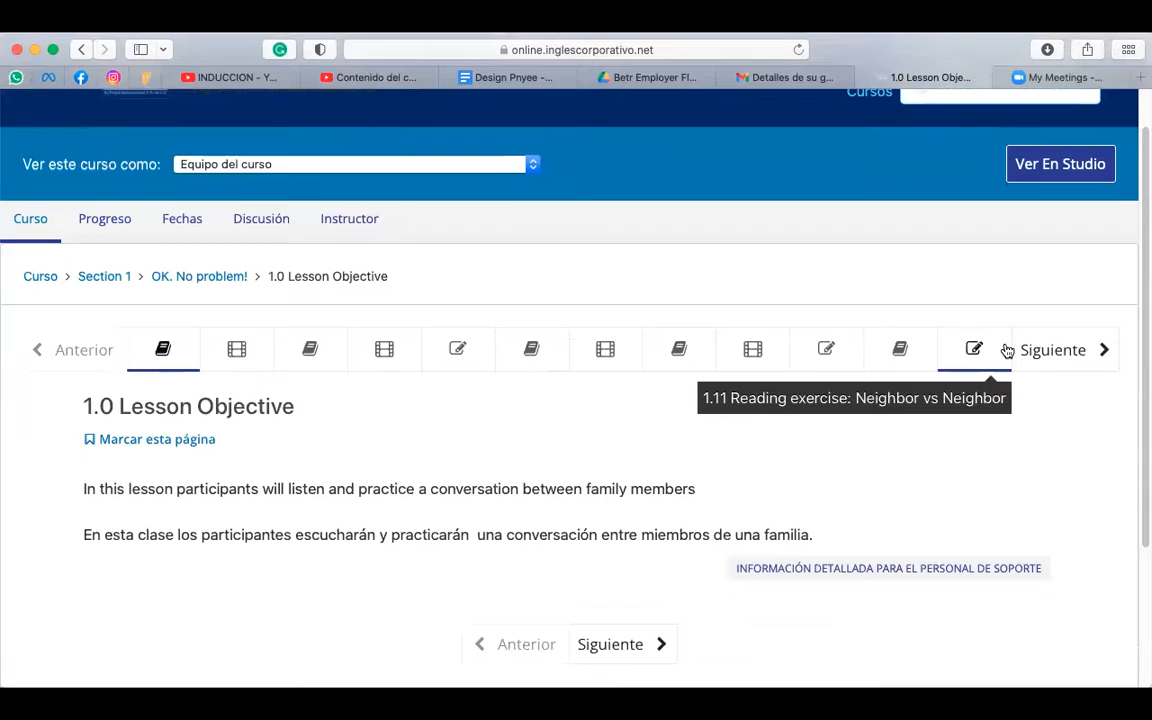 online.inglescorporativo.net
INDUCCION - Y...
Contenido del c...
Design Pnyee -...
Betr Employer Fl...
Detalles de su g...
1.0 Lesson Obje...
My Meetings -...
Cursos
Ver este curso como:
Equipo del curso
Ver En Studio
Curso
Progreso
Fechas
Discusión
Instructor
Curso > Section 1 > OK. No problem! > 1.0 Lesson Objective
Anterior
Siguiente
1.11 Reading exercise: Neighbor vs Neighbor
1.0 Lesson Objective
Marcar esta página
In this lesson participants will listen and practice a conversation between family members
En esta clase los participantes escucharán y practicarán una conversación entre miembros de una familia.
INFORMACIÓN DETALLADA PARA EL PERSONAL DE SOPORTE
Anterior
Siguiente